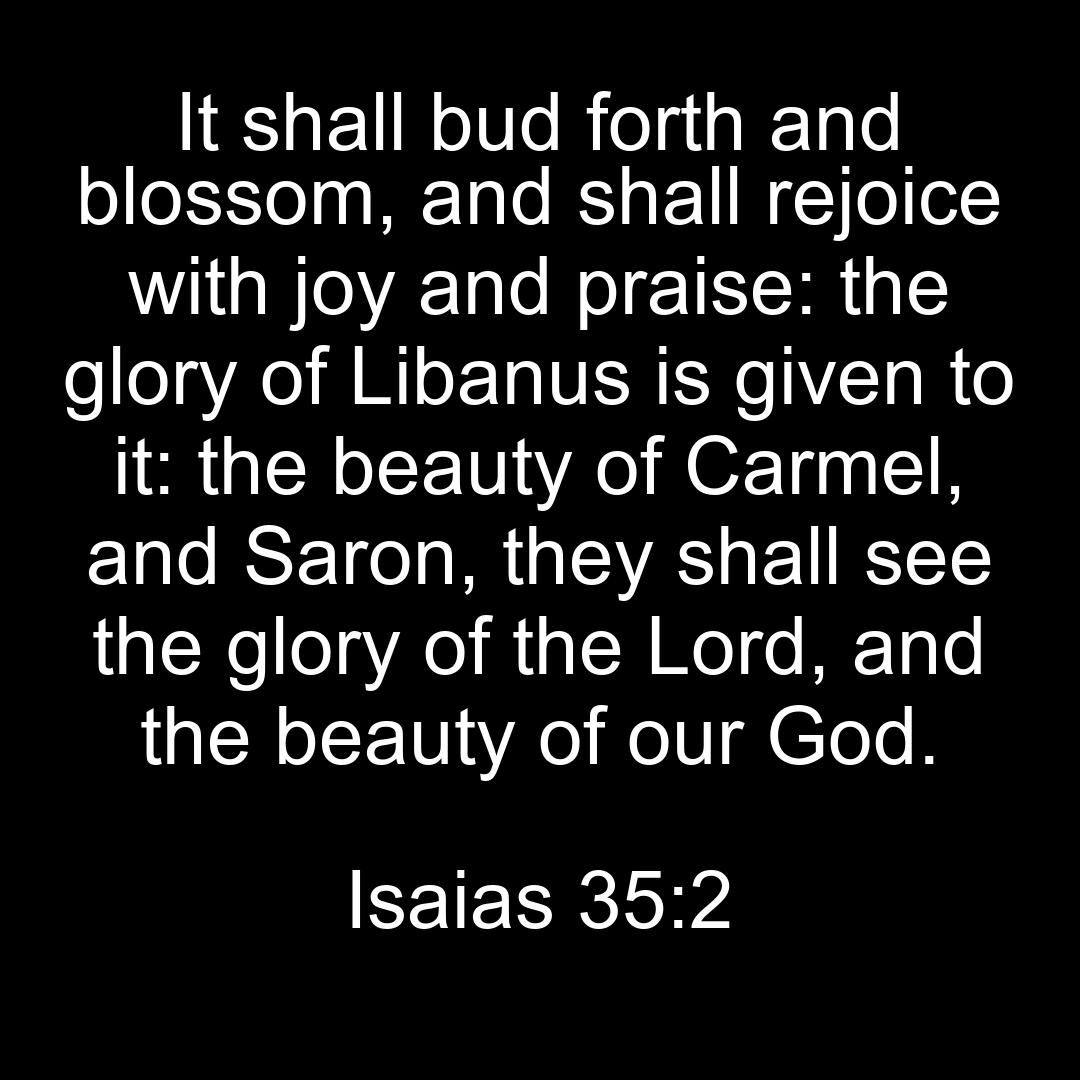 It shall bud forth and
blossom, and shall rejoice
with joy and praise: the
glory of Libanus is given to
it: the beauty of Carmel,
and Saron, they shall see
the glory of the Lord, and
the beauty of our God.
Isaias 35:2